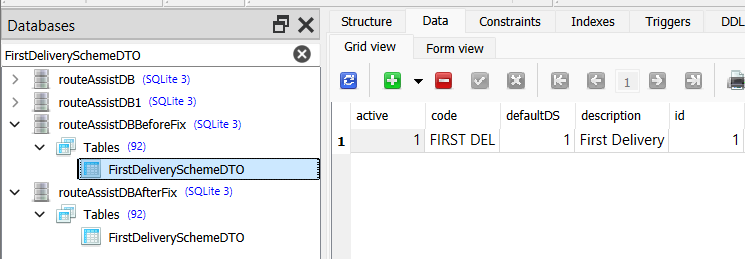 Databases
FirstDeliverySchemeDTO
routeAssistDB (SQLite 3)
routeAssistDB1 (SQLite 3)
routeAssistDBBeforeFix (SQLite 3)
Tables (92)
FirstDeliverySchemeDTO
routeAssistDBAfterFix (SQLite 3)
Tables (92)
FirstDeliverySchemeDTO
Structure Data Constraints Indexes Triggers DDL
Grid view Form view
1
active code defaultDS description id
1 1 FIRST DEL 1 First Delivery 1